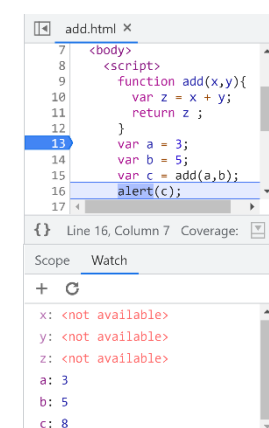 add.html ×
7 <body>
8 <script>
9 function add(x,y){
10 var z = x + y;
11 return z ;
12 }
13 var a = 3;
14 var b = 5;
15 var c = add(a,b);
16 alert(c);
17
{} Line 16, Column 7 Coverage:
Scope Watch
x: <not available>
y: <not available>
z: <not available>
a: 3
b: 5
c: 8